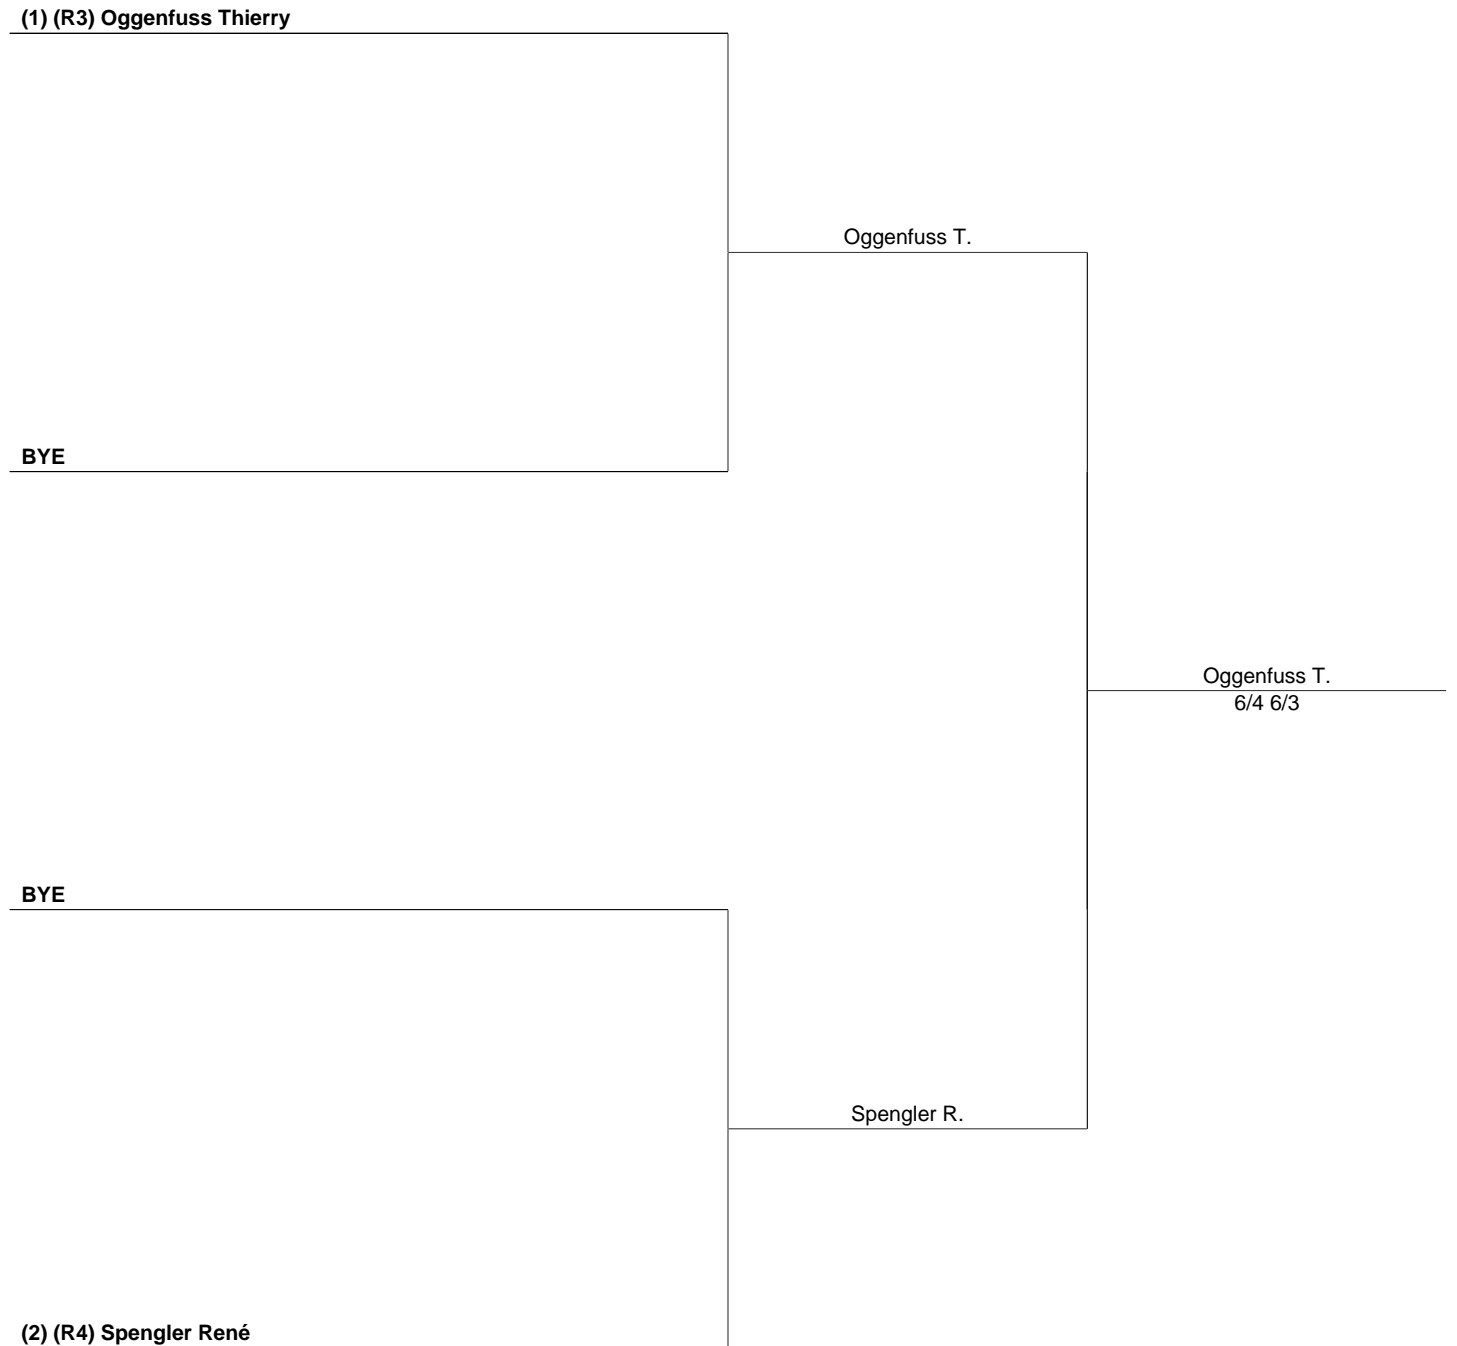 (1) (R3) Oggenfuss Thierry
Oggenfuss T.
BYE
Oggenfuss T.
6/4 6/3
BYE
Spengler R.
(2) (R4) Spengler René